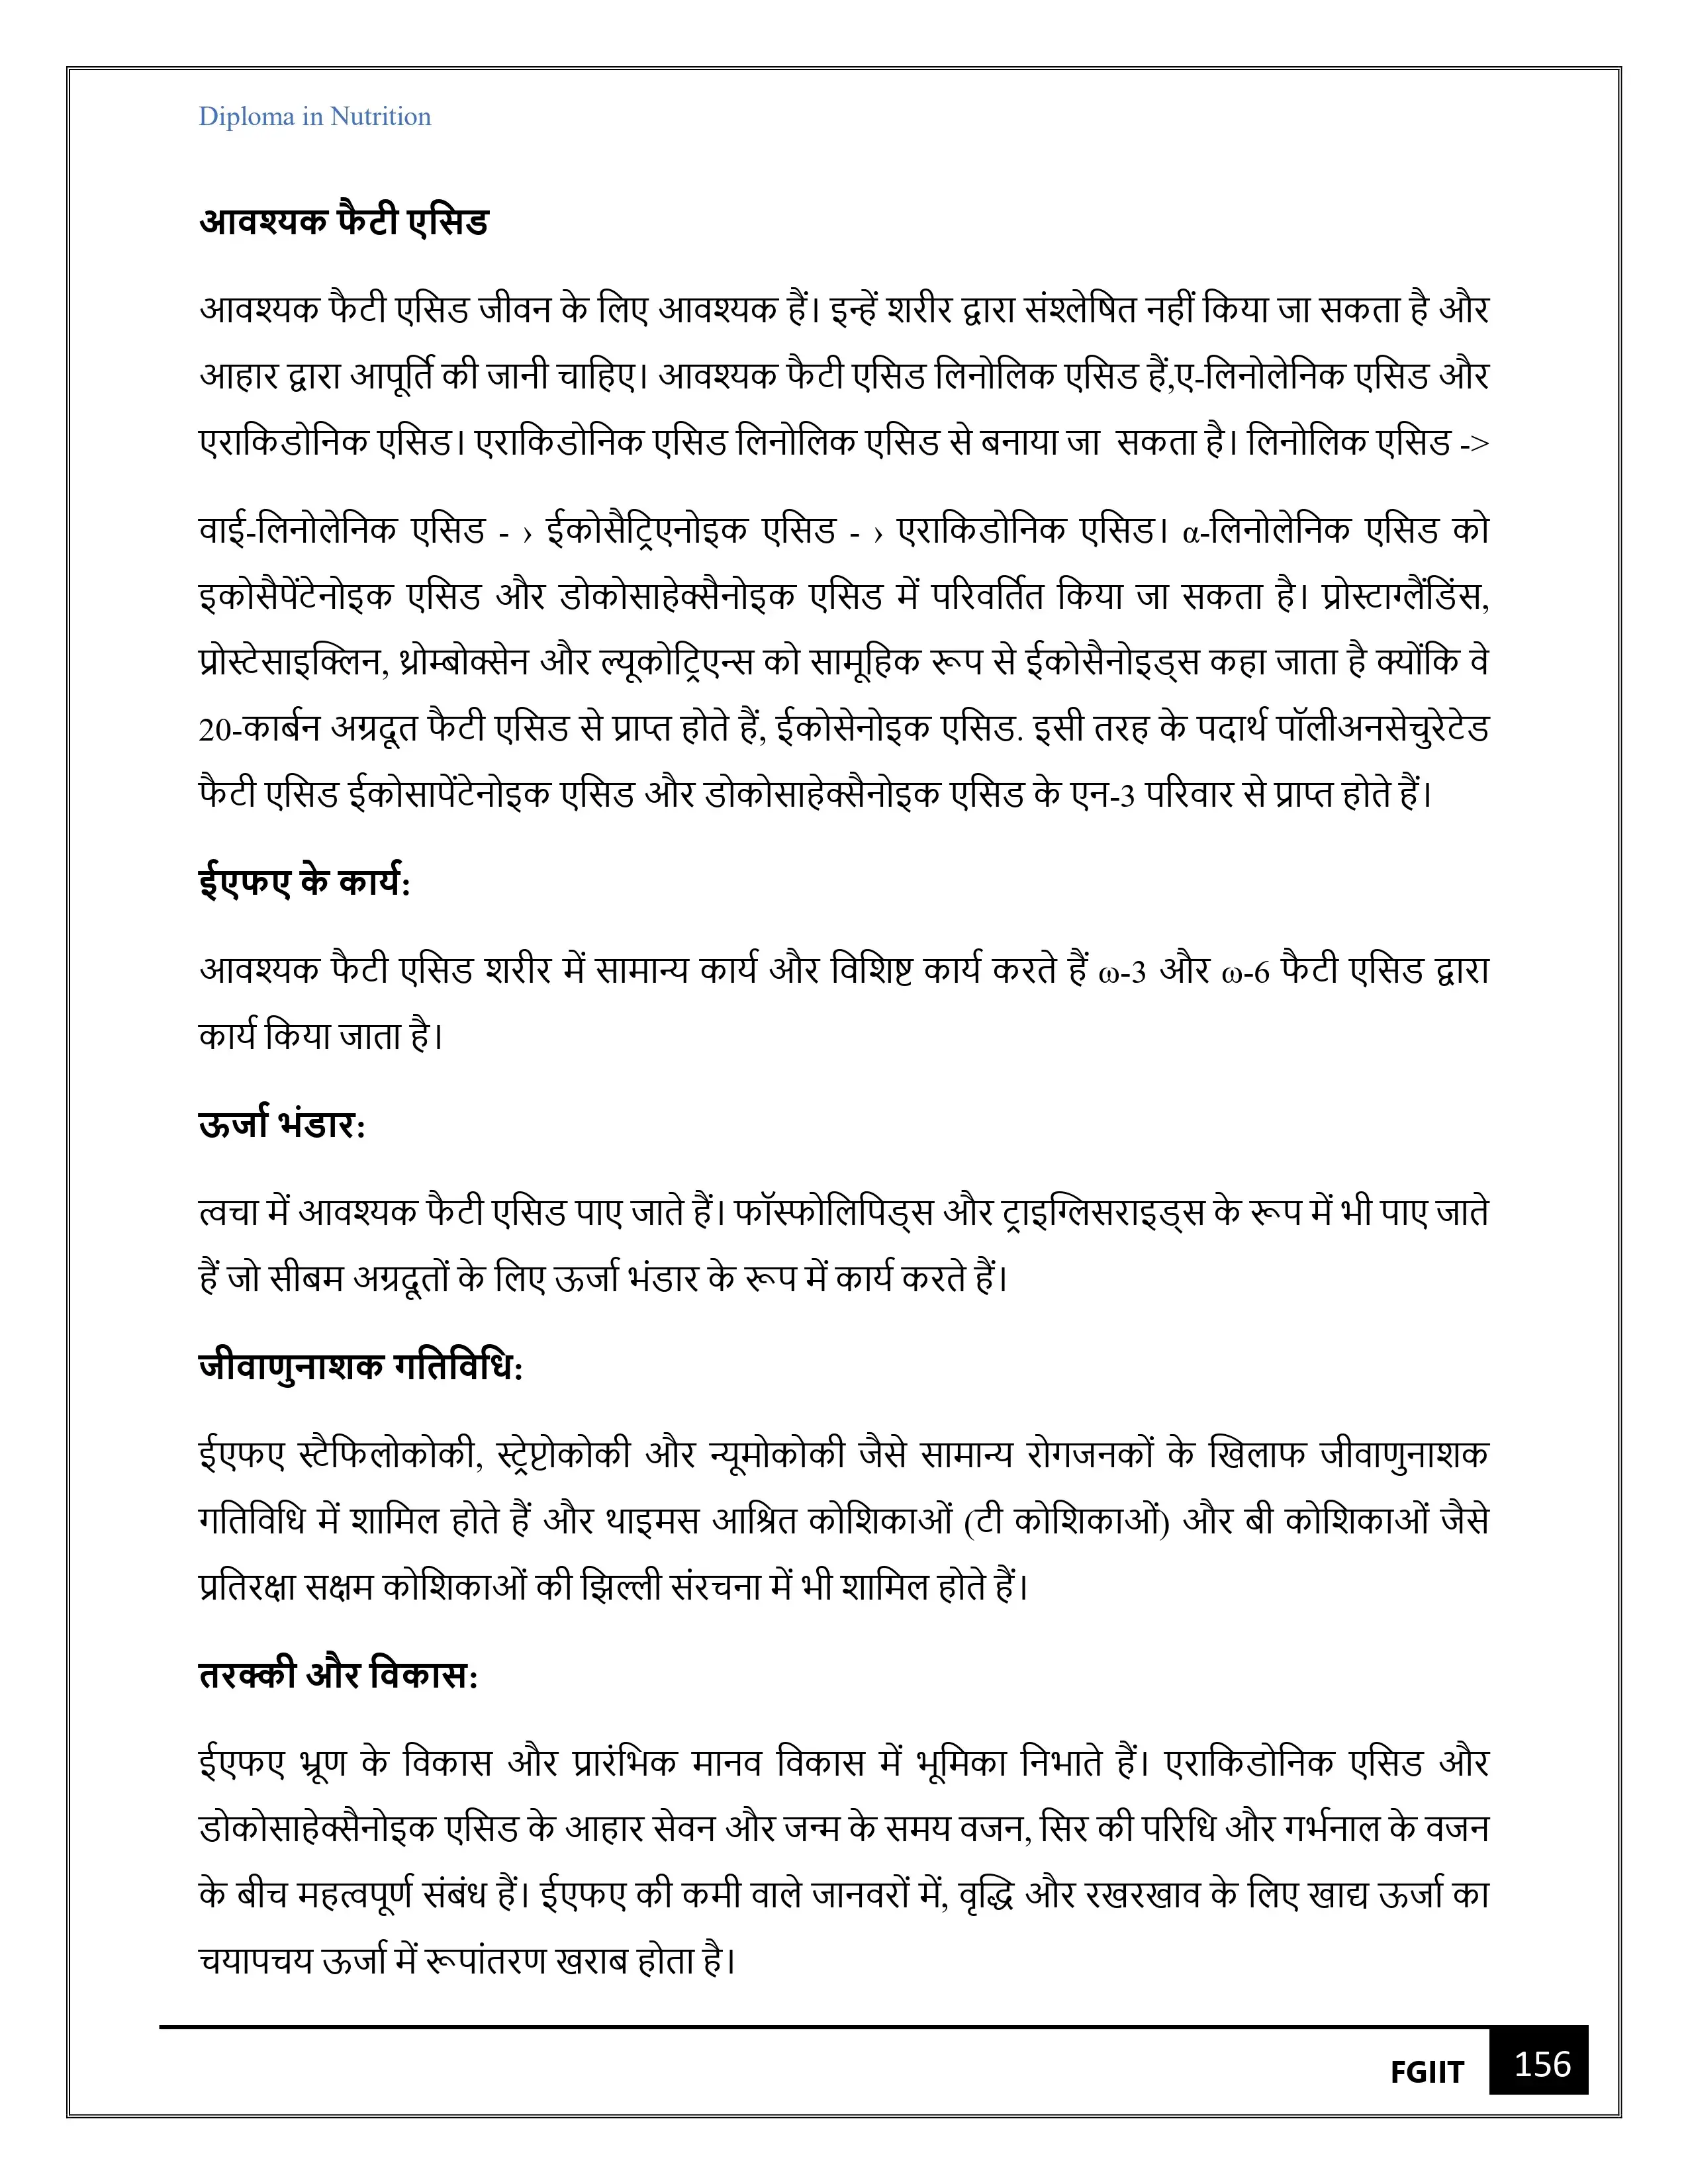 Diploma in Nutrition
आवश्यक फैटी एसिड
आवश्यक फैटी एसिड जीवन के लिए आवश्यक हैं। इन्हें शरीर द्वारा संश्लेषित नहीं किया जा सकता है और
आहार द्वारा आपूर्ति की जानी चाहिए। आवश्यक फैटी एसिड लिनोलिक एसिड हैं,ए-लिनोलेनिक एसिड और
एराकिडोनिक एसिड। एराकिडोनिक एसिड लिनोलिक एसिड से बनाया जा सकता है। लिनोलिक एसिड ->
वाई-लिनोलेनिक एसिड - › ईकोसैट्रिएनोइक एसिड - › एराकिडोनिक एसिड। α-लिनोलेनिक एसिड को
इकोसैपेंटेनोइक एसिड और डोकोसाहेक्सैनोइक एसिड में परिवर्तित किया जा सकता है। प्रोस्टाग्लैंडिंस,
प्रोस्टेसाइक्लिन, थ्रोम्बोक्सेन और ल्यूकोट्रिएन्स को सामूहिक रूप से ईकोसैनोइड्स कहा जाता है क्योंकि वे
20-कार्बन अग्रदूत फैटी एसिड से प्राप्त होते हैं, ईकोसेनोइक एसिड. इसी तरह के पदार्थ पॉलीअनसेचुरेटेड
फैटी एसिड ईकोसापेंटेनोइक एसिड और डोकोसाहेक्सैनोइक एसिड के एन-3 परिवार से प्राप्त होते हैं।
ईएफए के कार्य:
आवश्यक फैटी एसिड शरीर में सामान्य कार्य और विशिष्ट कार्य करते हैं ω-3 और ω-6 फैटी एसिड द्वारा
कार्य किया जाता है।
ऊर्जा भंडार:
त्वचा में आवश्यक फैटी एसिड पाए जाते हैं। फॉस्फोलिपिड्स और ट्राइग्लिसराइड्स के रूप में भी पाए जाते
हैं जो सीबम अग्रदूतों के लिए ऊर्जा भंडार के रूप में कार्य करते हैं।
जीवाणुनाशक गतिविधि:
ईएफए स्टैफिलोकोकी, स्ट्रेप्टोकोकी और न्यूमोकोकी जैसे सामान्य रोगजनकों के खिलाफ जीवाणुनाशक
गतिविधि में शामिल होते हैं और थाइमस आश्रित कोशिकाओं (टी कोशिकाओं) और बी कोशिकाओं जैसे
प्रतिरक्षा सक्षम कोशिकाओं की झिल्ली संरचना में भी शामिल होते हैं।
तरक्की और विकास:
ईएफए भ्रूण के विकास और प्रारंभिक मानव विकास में भूमिका निभाते हैं। एराकिडोनिक एसिड और
डोकोसाहेक्सैनोइक एसिड के आहार सेवन और जन्म के समय वजन, सिर की परिधि और गर्भनाल के वजन
के बीच महत्वपूर्ण संबंध हैं। ईएफए की कमी वाले जानवरों में, वृद्धि और रखरखाव के लिए खाद्य ऊर्जा का
चयापचय ऊर्जा में रूपांतरण खराब होता है।
FGIIT 156